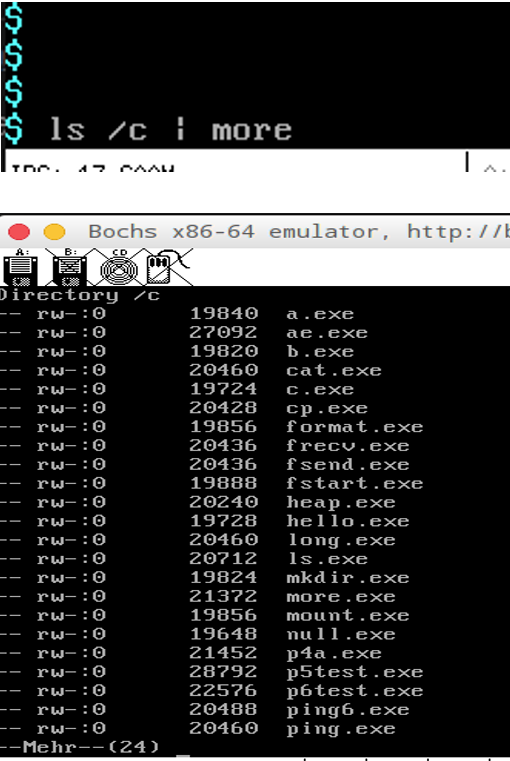 $
$
$
$ ls /c | more
Bochs x86-64 emulator, http://b
A: B: CD
Directory /c
-- rw-:0 19840 a.exe
-- rw-:0 27092 ae.exe
-- rw-:0 19820 b.exe
-- rw-:0 20460 cat.exe
-- rw-:0 19724 c.exe
-- rw-:0 20428 cp.exe
-- rw-:0 19856 format.exe
-- rw-:0 20436 frecv.exe
-- rw-:0 20436 fsend.exe
-- rw-:0 19888 fstart.exe
-- rw-:0 20240 heap.exe
-- rw-:0 19728 hello.exe
-- rw-:0 20460 long.exe
-- rw-:0 20712 ls.exe
-- rw-:0 19824 mkdir.exe
-- rw-:0 21372 more.exe
-- rw-:0 19856 mount.exe
-- rw-:0 19648 null.exe
-- rw-:0 21452 p4a.exe
-- rw-:0 28792 p5test.exe
-- rw-:0 22576 p6test.exe
-- rw-:0 20488 ping6.exe
-- rw-:0 20460 ping.exe
--Mehr--(24)